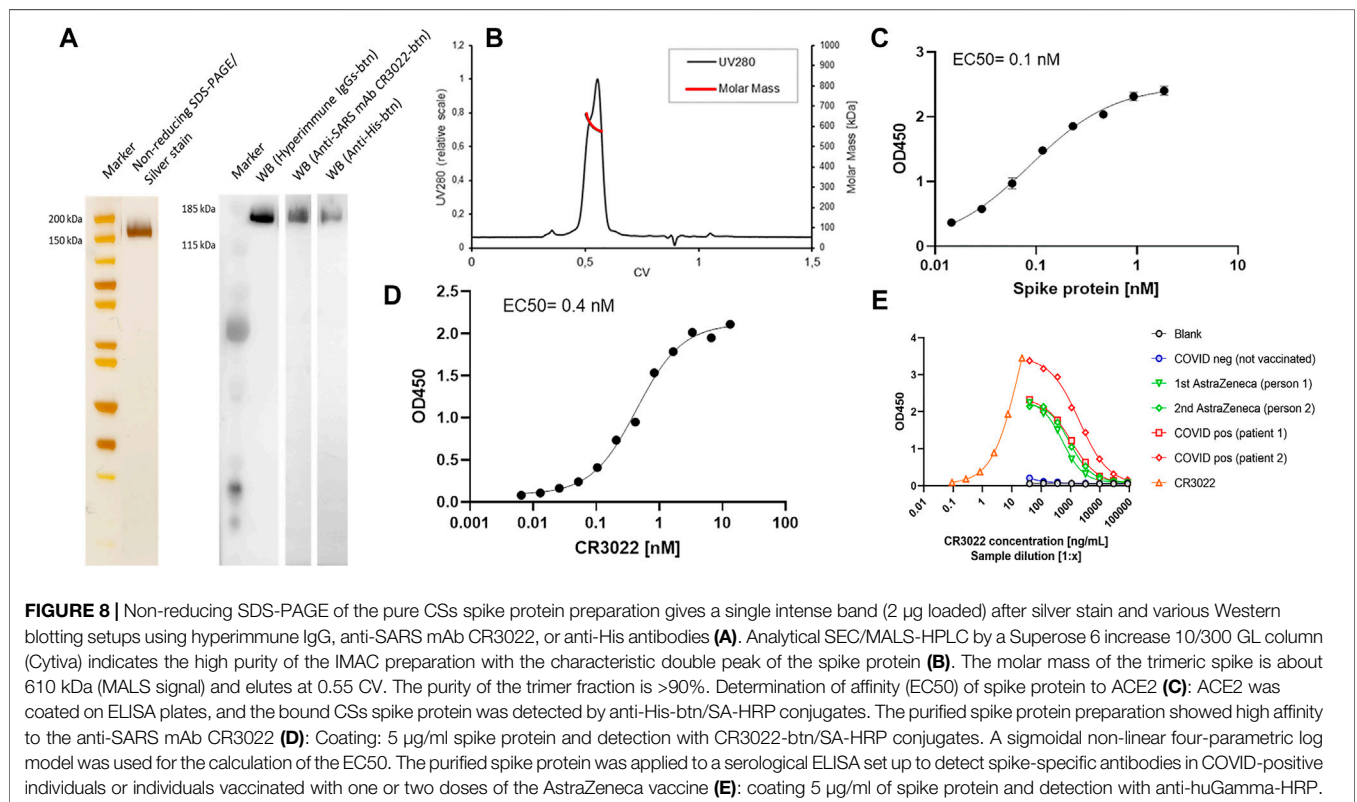 A
Marker
Non-reducing SDS-PAGE/
Silver stain
Marker
WB (Hyperimmune IgGs-btn)
WB (Anti-SARS mAb CR3022-btn)
WB (Anti-His-btn)
200 kDa
150 kDa
185 kDa
115 kDa
B
UV280 (relative scale)
1,2
1
0,8
0,6
0,4
0,2
0
0
0,5
1
1,5
CV
UV280
Molar Mass
1000
900
800
700
600
500
400
300
200
100
0
Molar Mass [kDa]
C
EC50= 0.1 nM
OD450
3
2
1
0
0.01
0.1
1
10
Spike protein [nM]
D
EC50= 0.4 nM
OD450
2.5
2.0
1.5
1.0
0.5
0.0
0.001
0.01
0.1
1
10
100
CR3022 [nM]
E
OD450
4
3
2
1
0
0.01
0.1
1
10
100
1000
10000
100000
CR3022 concentration [ng/mL]
Sample dilution [1:x]
Blank
COVID neg (not vaccinated)
1st AstraZeneca (person 1)
2nd AstraZeneca (person 2)
COVID pos (patient 1)
COVID pos (patient 2)
CR3022
FIGURE 8 | Non-reducing SDS-PAGE of the pure CSs spike protein preparation gives a single intense band (2 µg loaded) after silver stain and various Western
blotting setups using hyperimmune IgG, anti-SARS mAb CR3022, or anti-His antibodies (A). Analytical SEC/MALS-HPLC by a Superose 6 increase 10/300 GL column
(Cytiva) indicates the high purity of the IMAC preparation with the characteristic double peak of the spike protein (B). The molar mass of the trimeric spike is about
610 kDa (MALS signal) and elutes at 0.55 CV. The purity of the trimer fraction is >90%. Determination of affinity (EC50) of spike protein to ACE2 (C): ACE2 was
coated on ELISA plates, and the bound CSs spike protein was detected by anti-His-btn/SA-HRP conjugates. The purified spike protein preparation showed high affinity
to the anti-SARS mAb CR3022 (D): Coating: 5 µg/ml spike protein and detection with CR3022-btn/SA-HRP conjugates. A sigmoidal non-linear four-parametric log
model was used for the calculation of the EC50. The purified spike protein was applied to a serological ELISA set up to detect spike-specific antibodies in COVID-positive
individuals or individuals vaccinated with one or two doses of the AstraZeneca vaccine (E): coating 5 µg/ml of spike protein and detection with anti-huGamma-HRP.